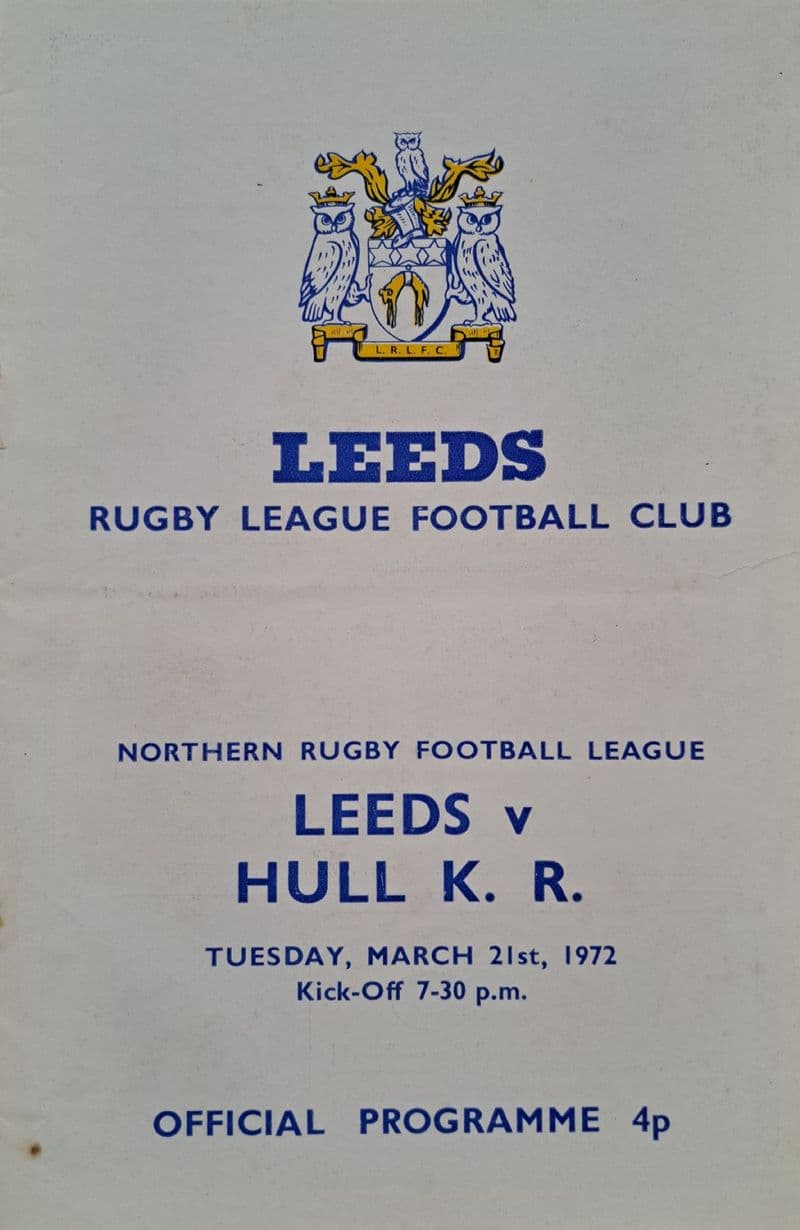 L. R. L. F. C.
LEEDS
RUGBY LEAGUE FOOTBALL CLUB
NORTHERN RUGBY FOOTBALL LEAGUE
LEEDS v
HULL K. R.
TUESDAY, MARCH 21st, 1972
Kick-Off 7-30 p.m.
OFFICIAL PROGRAMME 4p